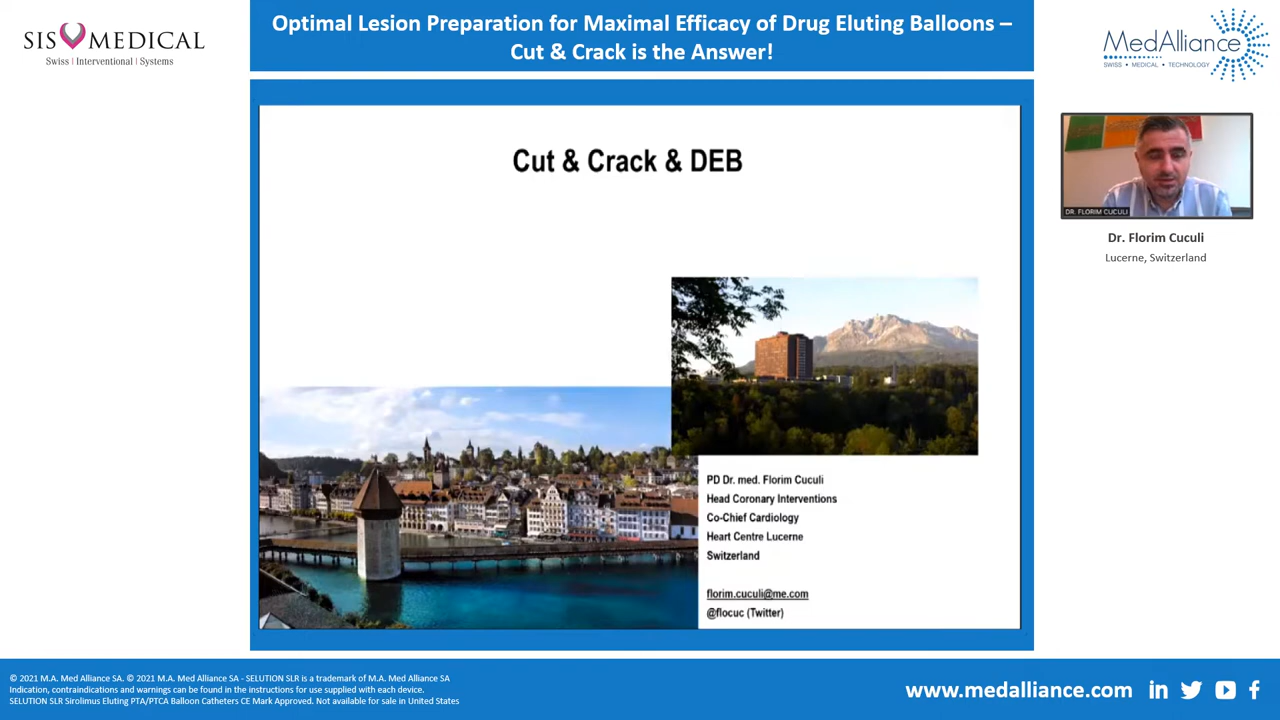 SIS MEDICAL
Swiss | Interventional | Systems
Optimal Lesion Preparation for Maximal Efficacy of Drug Eluting Balloons –
Cut & Crack is the Answer!
MedAlliance
SWISS • MEDICAL • TECHNOLOGY
Cut & Crack & DEB
DR. FLORIM CUCULI
Dr. Florim Cuculi
Lucerne, Switzerland
PD Dr. med. Florim Cuculi
Head Coronary Interventions
Co-Chief Cardiology
Heart Centre Lucerne
Switzerland
florim.cuculi@me.com
@flocuc (Twitter)
© 2021 M.A. Med Alliance SA. © 2021 M.A. Med Alliance SA - SELUTION SLR is a trademark of M.A. Med Alliance SA
Indication, contraindications and warnings can be found in the instructions for use supplied with each device.
SELUTION SLR Sirolimus Eluting PTA/PTCA Balloon Catheters CE Mark Approved. Not available for sale in United States
www.medalliance.com